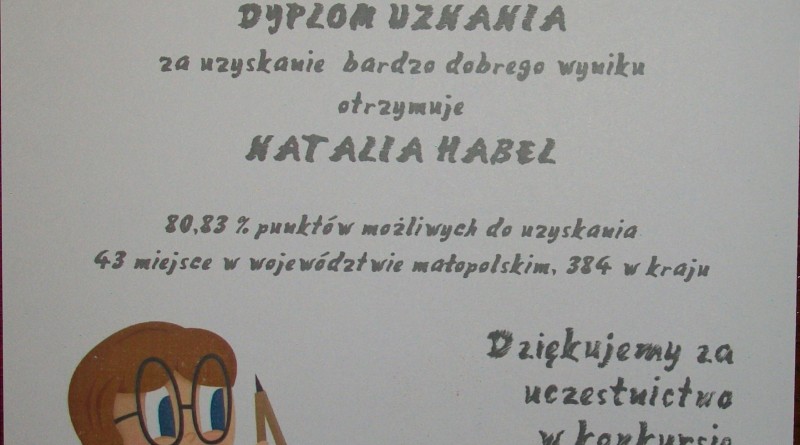 DYPLOM UZNANIA
za uzyskanie bardzo dobrego wyniku
otrzymuje
NATALIA HABEL
80,83 % punktów możliwych do uzyskania
43 miejsce w województwie małopolskim, 384 w kraju
Dziękujemy za
uczestnictwo
w konkursie